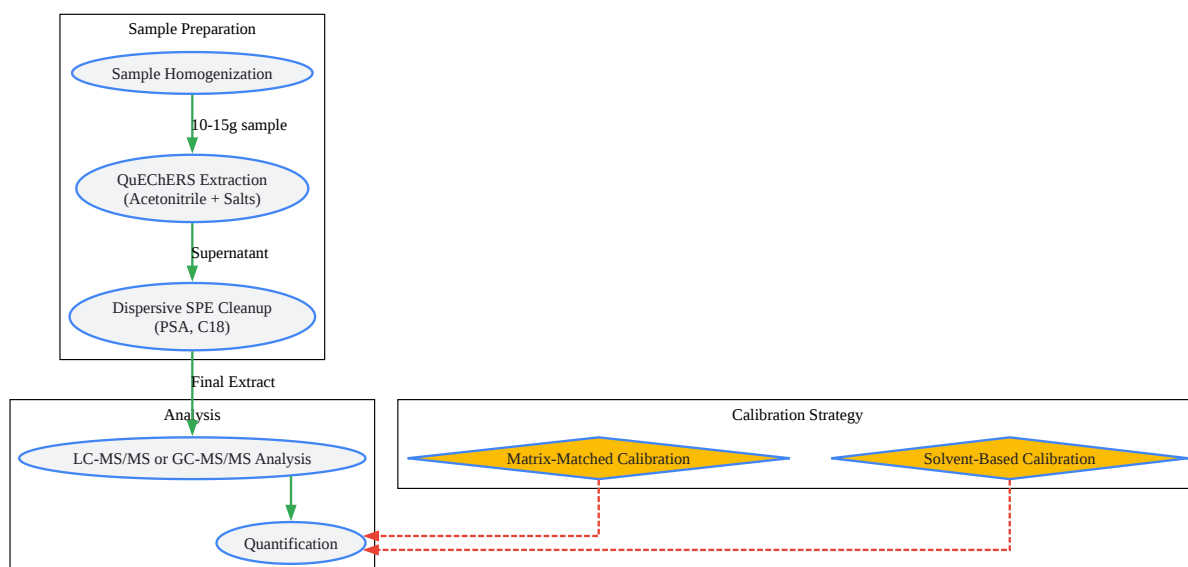 Sample Preparation
Sample Homogenization
10-15g sample
QuEChERS Extraction
(Acetonitrile + Salts)
Supernatant
Dispersive SPE Cleanup
(PSA, C18)
Final Extract
Analysis
LC-MS/MS or GC-MS/MS Analysis
Quantification
Calibration Strategy
Matrix-Matched Calibration
Solvent-Based Calibration